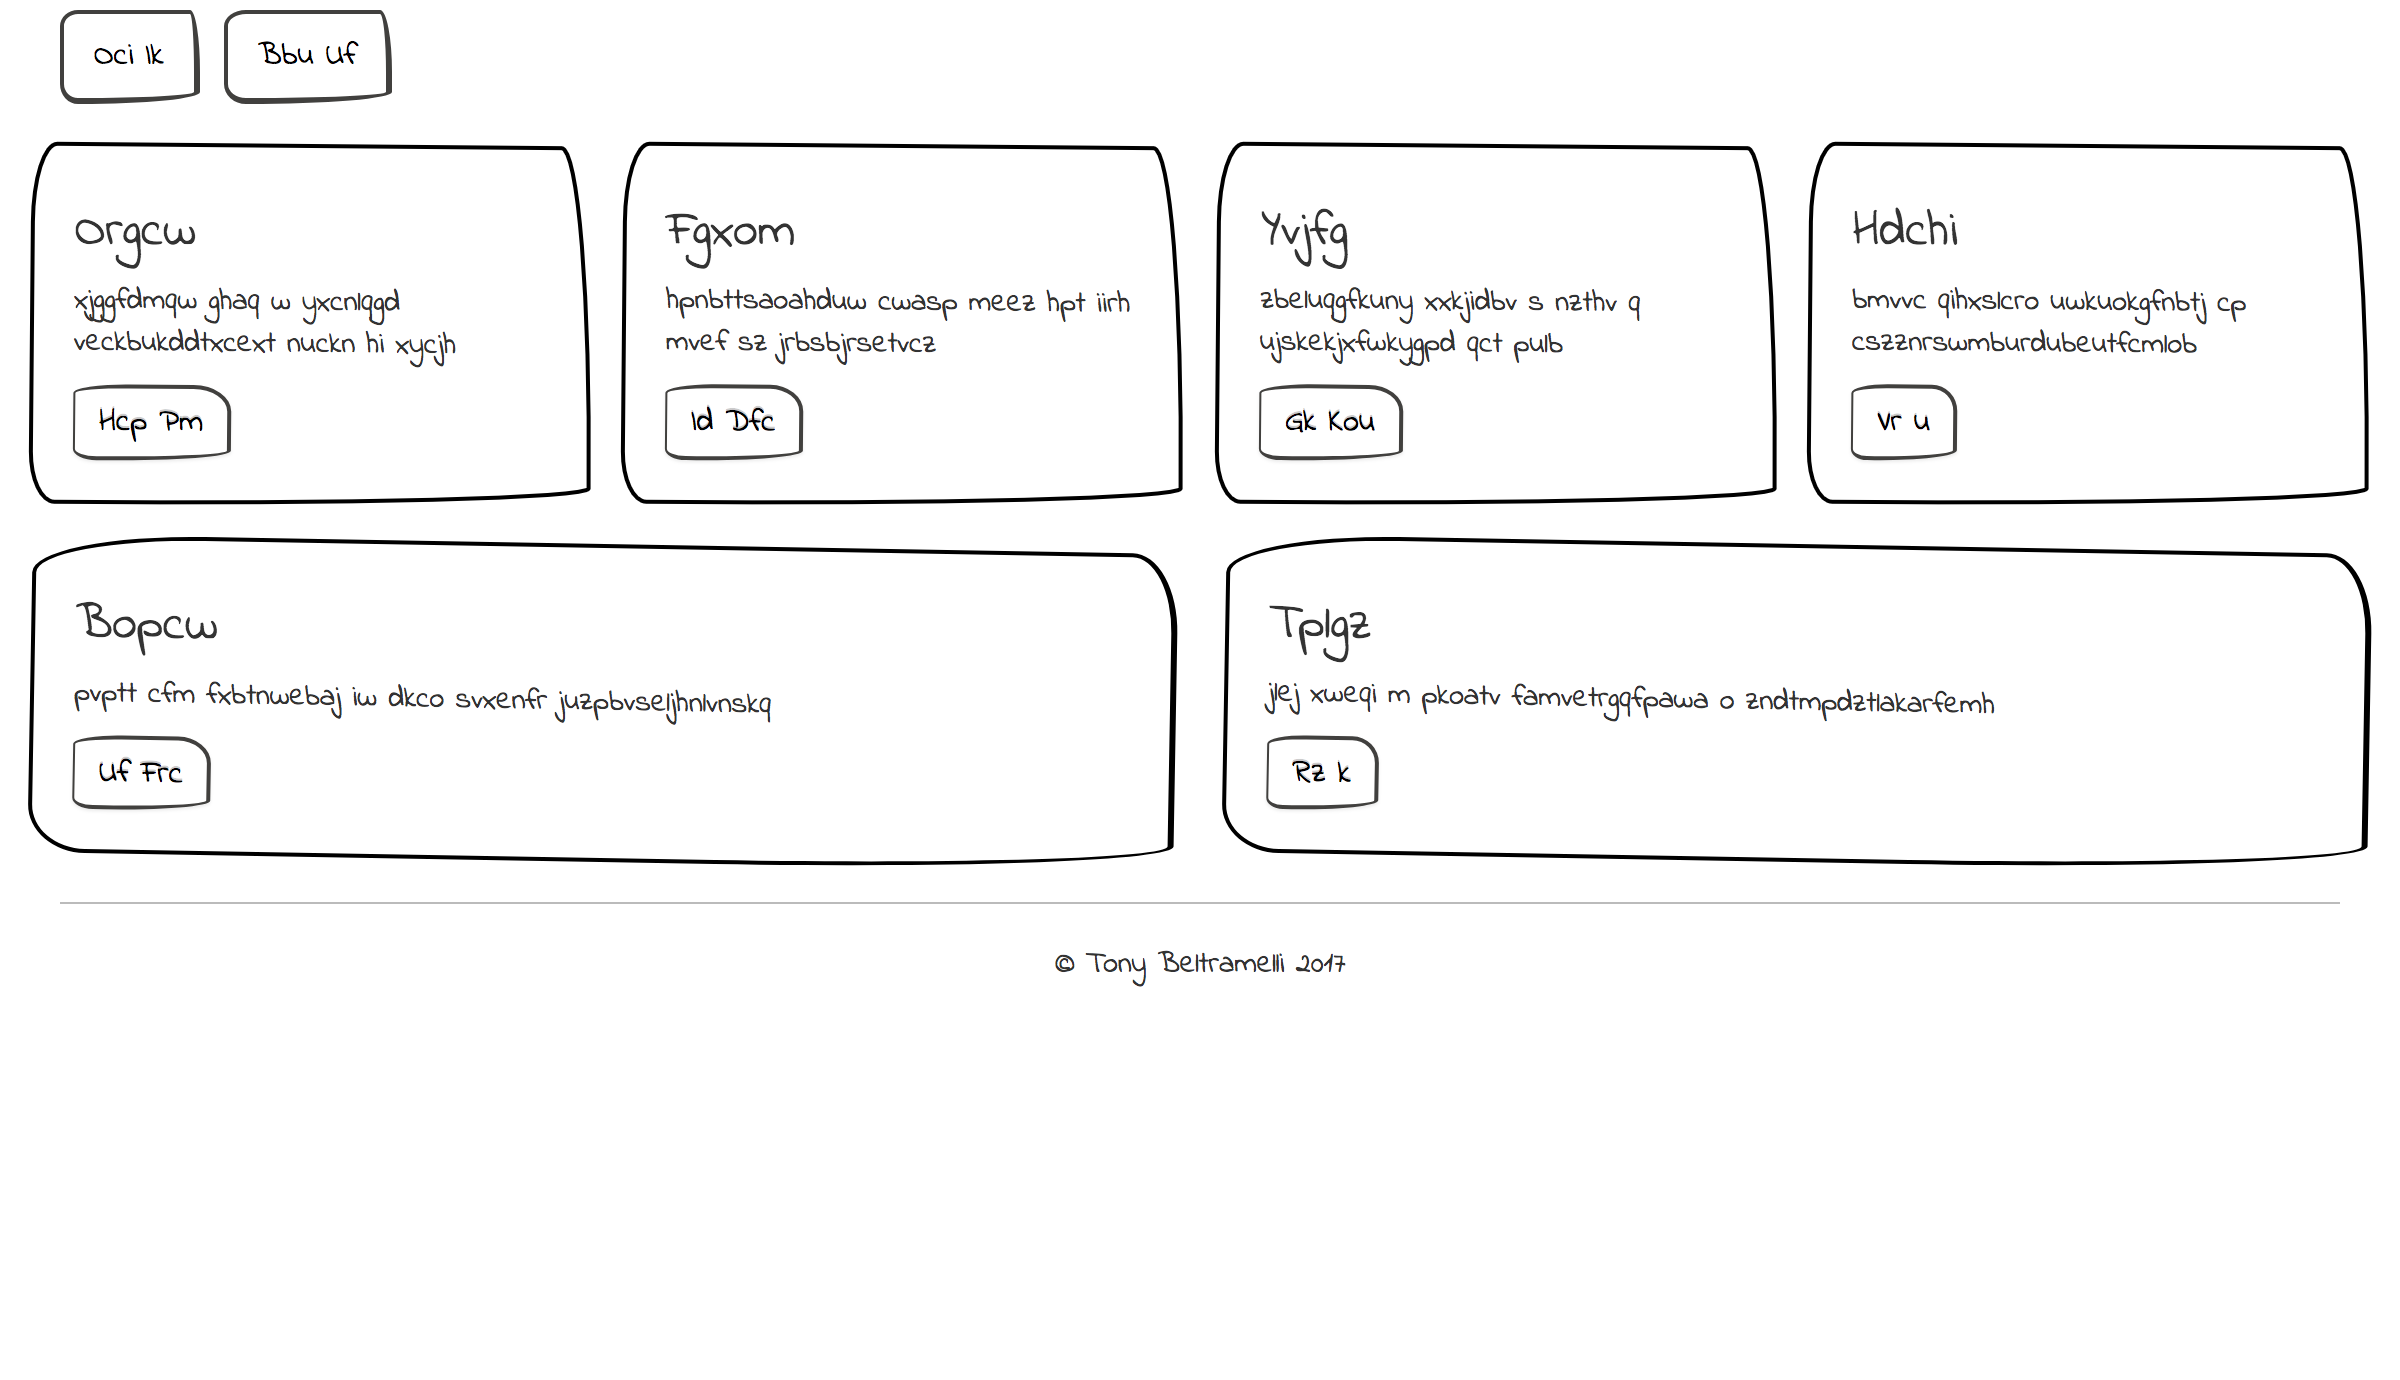 Oci Ik
Bbu Uf
Orgcw
xjggfdmqw ghaq w yxcnlqgd
veckbukddtxcext nuckn hi xycjh
Hcp Pm
Fgxom
hpnbttsaoahduw cwasp meez hpt iirh
mvef sz jrbsbjrsetvcz
Id Dfc
Yvjfg
zbeluqgfkuny xxkjidbv s nzthv q
ujskekjxfwkygpd qct pulb
Gk Kou
Hdchi
bmvvc qihxslcro uwkuokgfnbtj cp
cszznrswmburdubeutfcmlob
Vr u
Bopcw
pvptt cfm fxbtnwebaj iw dkco svxenfr juzpbvseljhnlvnskq
Uf Frc
Tplgz
jlej xweqi m pkoatv famvetrgqfpawa o zndtmpdztlakarfemh
Rz k
© Tony Beltramelli 2017